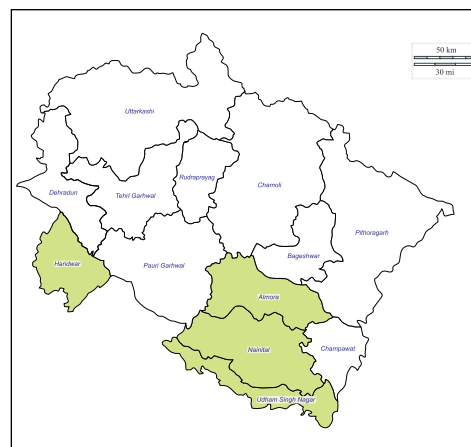 50 km
30 mi
Uttarkashi
Dehradun
Tehri Garhwal
Rudraprayag
Chamoli
Pithoragarh
Haridwar
Pauri Garhwal
Bageshwar
Almora
Nainital
Champawat
Udham Singh Nagar